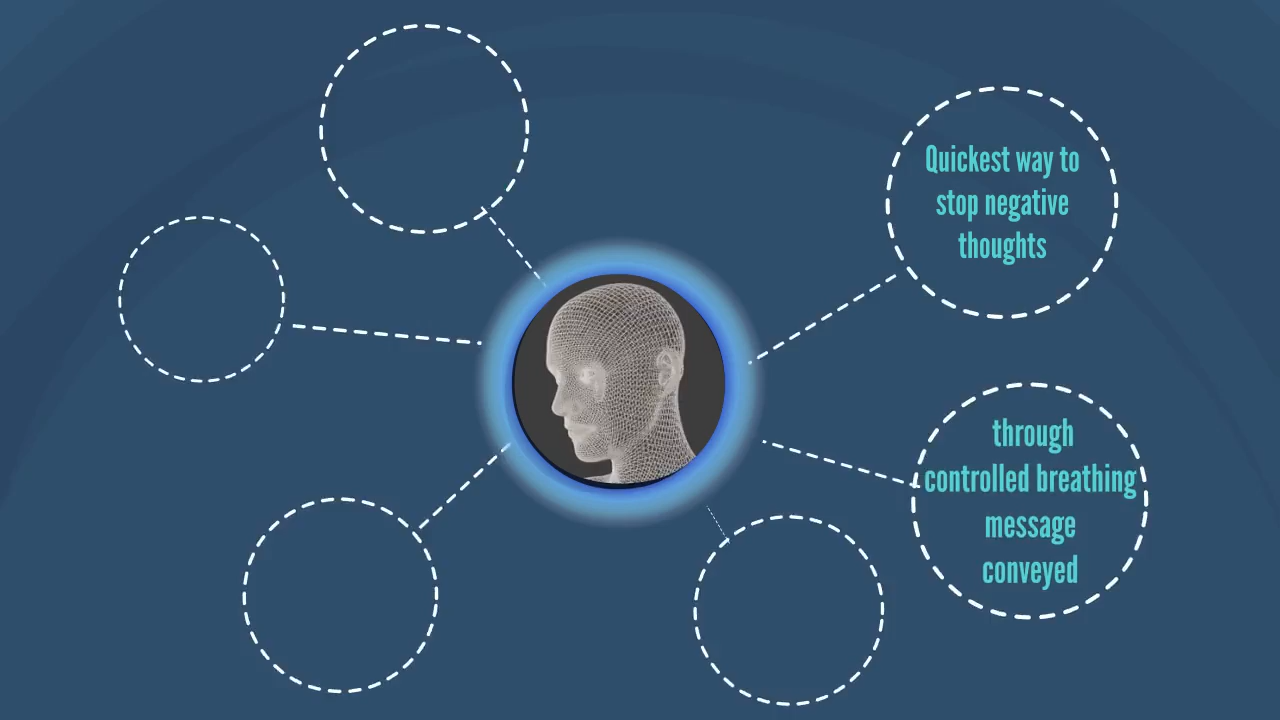 Quickest way to
stop negative
thoughts
through
controlled breathing
message
conveyed